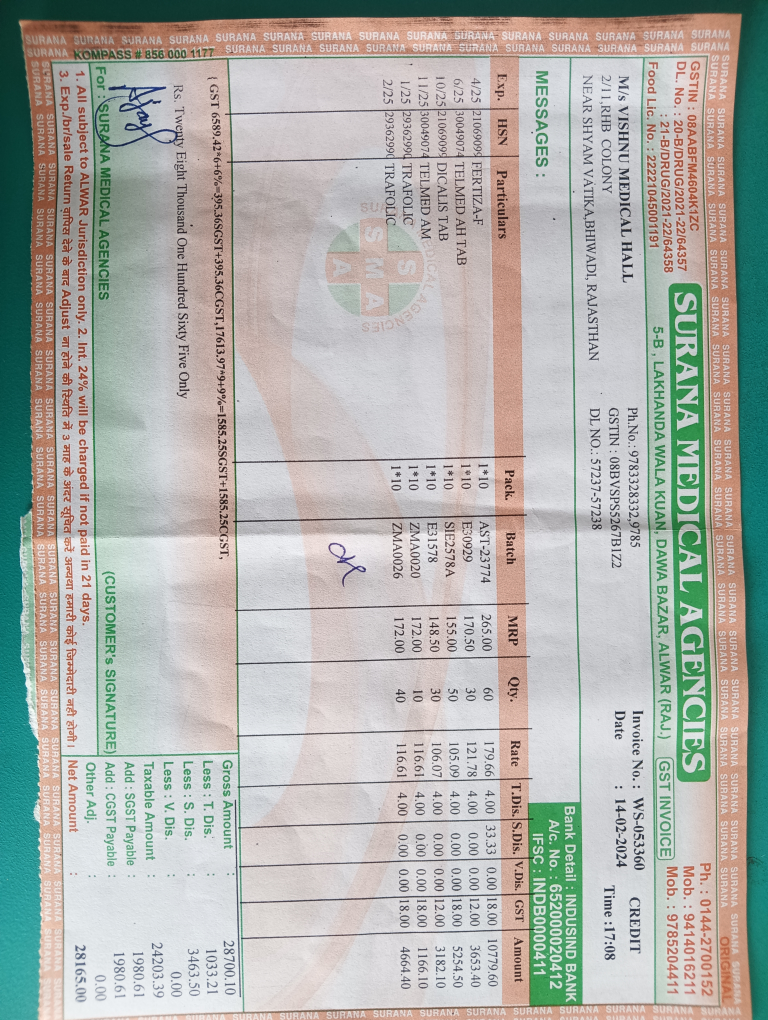 ORIGINAL
GSTIN : 08AABFM4604K1ZC
DL. No. : 20-B/DRUG/2021-22/64357
: 21-B/DRUG/2021-22/64358
Food Lic. No. : 22221045001191
SURANA MEDICAL AGENCIES
5-B, LAKHANDA WALA KUAN, DAWA BAZAR, ALWAR (RAJ.)
GST INVOICE
Ph. : 0144-2700152
Mob. : 9414016211
Mob. : 9785204411
M/s VISHNU MEDICAL HALL
2/11,RHB COLONY
NEAR SHYAM VATIKA,BHIWADI, RAJASTHAN
Ph.No.:9783328332,9785
GSTIN : 08BVSPS5267B1Z2
DL NO.: 57237-57238
Invoice No. : WS-053360 CREDIT
Date : 14-02-2024 Time :17:08
MESSAGES :
Bank Detail : INDUSIND BANK
A/c. No. : 652000020412
IFSC : INDB0000411
Exp. HSN Particulars Pack. Batch MRP Qty. Rate T.Dis. S.Dis. V.Dis. GST Amount
4/25 2106909 FERTIZA-F 1*10 AST-23774 265.00 60 179.66 4.00 33.33 0.00 18.00 10779.60
6/25 30049074 TELMED AH TAB 1*10 E30929 170.50 30 121.78 4.00 0.00 0.00 12.00 3653.40
10/25 2106909 DICALIS TAB 1*10 SIE2578A 155.00 50 105.09 4.00 0.00 0.00 18.00 5254.50
11/25 30049074 TELMED AM 1*10 E31578 148.50 30 106.07 4.00 0.00 0.00 12.00 3182.10
1/25 2936299 TRAFOLIC 1*10 ZMA0020 172.00 10 116.61 4.00 0.00 0.00 18.00 1166.10
2/25 2936299 TRAFOLIC 1*10 ZMA0026 172.00 40 116.61 4.00 0.00 0.00 18.00 4664.40
SMA
( GST 6589.42*6+6%=395.36SGST+395.36CGST,17613.97*9+9%=1585.25SGST+1585.25CGST,
Rs. Twenty Eight Thousand One Hundred Sixty Five Only
Gross Amount : 28700.10
Less : T. Dis. : 1033.21
Less : S. Dis. : 3463.50
Less : V. Dis. : 0.00
Taxable Amount : 24203.39
Add : SGST Payable : 1980.61
Add : CGST Payable : 1980.61
Other Adj. : 0.00
Net Amount : 28165.00
Ajay
For : SURANA MEDICAL AGENCIES
(CUSTOMER's SIGNATURE)
1. All subject to ALWAR Jurisdiction only. 2. Int. 24% will be charged if not paid in 21 days.
3. Exp./br/sale Return वापिस देने के बाद Adjust ना होने की स्थिति में 3 माह के अंदर सूचित करें अन्यथा हमारी कोई जिम्मेदारी नहीं होगी।
KOMPASS # 856 000 1177